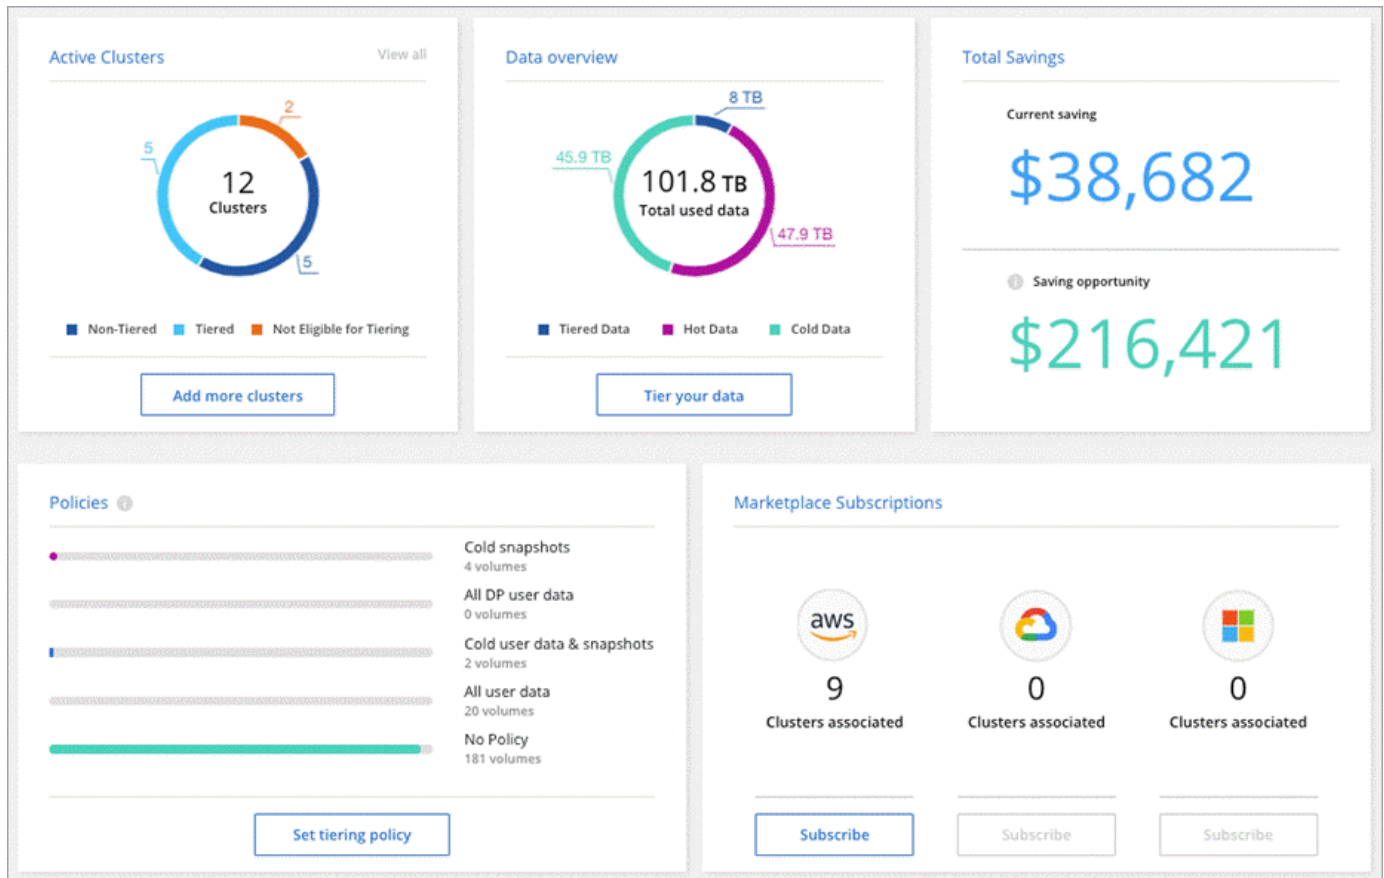 Active Clusters
View all
2
5
12
Clusters
5
Non-Tiered
Tiered
Not Eligible for Tiering
Add more clusters
Data overview
8 TB
45.9 TB
101.8 TB
Total used data
47.9 TB
Tiered Data
Hot Data
Cold Data
Tier your data
Total Savings
Current saving
$38,682
i
Saving opportunity
$216,421
Policies
i
Cold snapshots
4 volumes
All DP user data
0 volumes
Cold user data & snapshots
2 volumes
All user data
20 volumes
No Policy
181 volumes
Set tiering policy
Marketplace Subscriptions
aws
9
Clusters associated
Subscribe
0
Clusters associated
Subscribe
0
Clusters associated
Subscribe